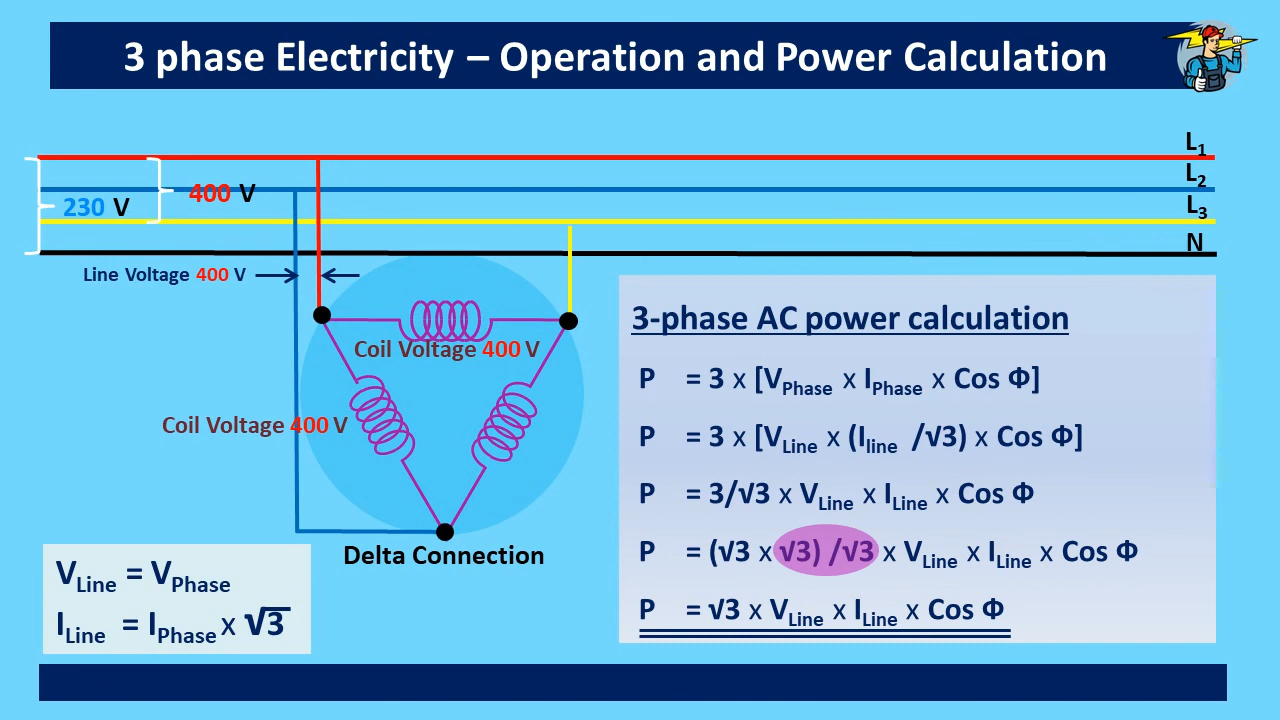 3 phase Electricity – Operation and Power Calculation
L1
L2
L3
N
400 V
230 V
Line Voltage 400 V
Coil Voltage 400 V
Coil Voltage 400 V
Delta Connection
VLine = VPhase
ILine = IPhase x √3
3-phase AC power calculation
P = 3 x [VPhase x IPhase x Cos Φ]
P = 3 x [VLine x (Iline /√3) x Cos Φ]
P = 3/√3 x VLine x ILine x Cos Φ
P = (√3 x √3) /√3 x VLine x ILine x Cos Φ
P = √3 x VLine x ILine x Cos Φ